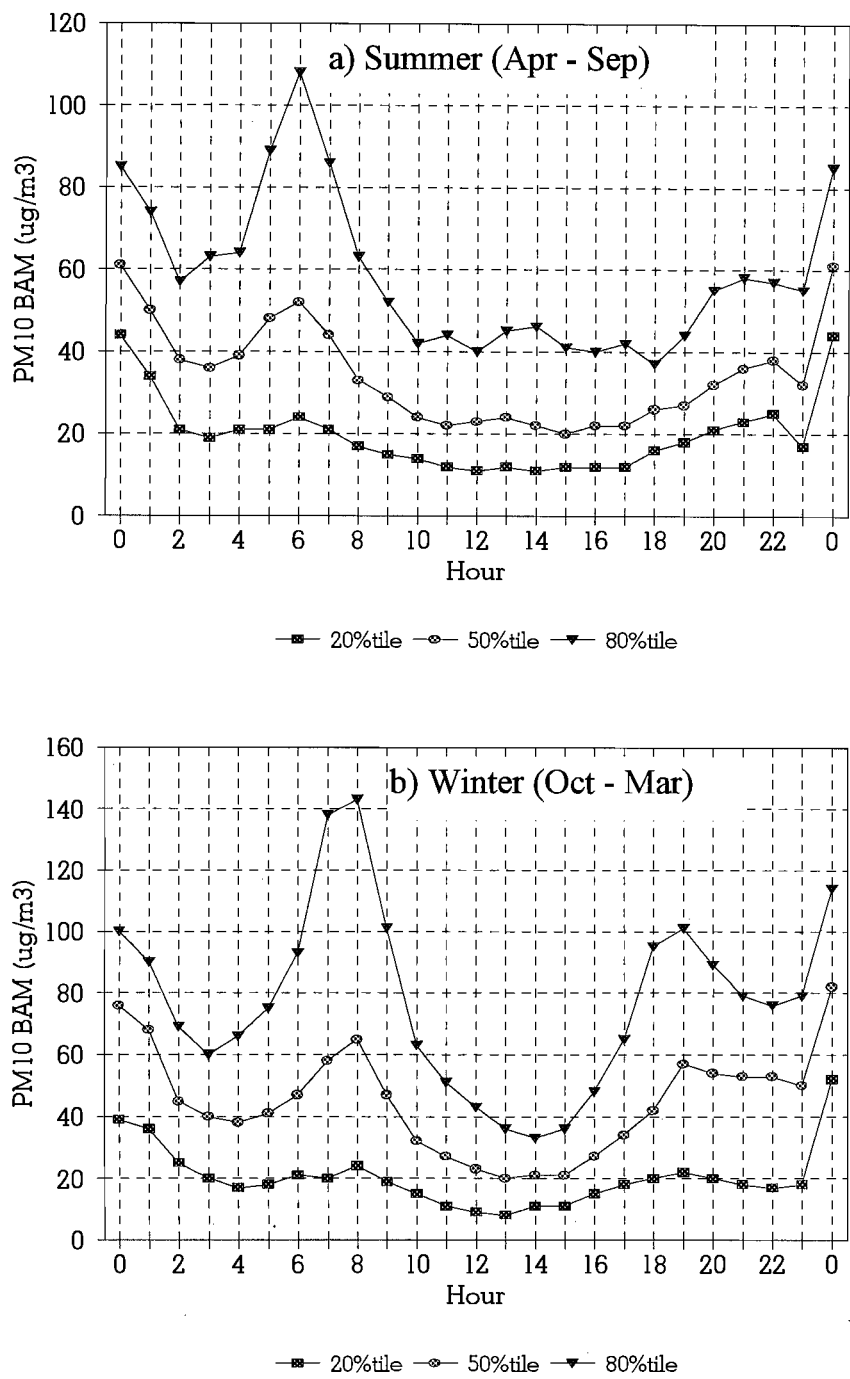 a) Summer (Apr - Sep)
PM10 BAM (ug/m3)
120
100
80
60
40
20
0
0 2 4 6 8 10 12 14 16 18 20 22 0
Hour
20%tile 50%tile 80%tile
b) Winter (Oct - Mar)
PM10 BAM (ug/m3)
160
140
120
100
80
60
40
20
0
0 2 4 6 8 10 12 14 16 18 20 22 0
Hour
20%tile 50%tile 80%tile